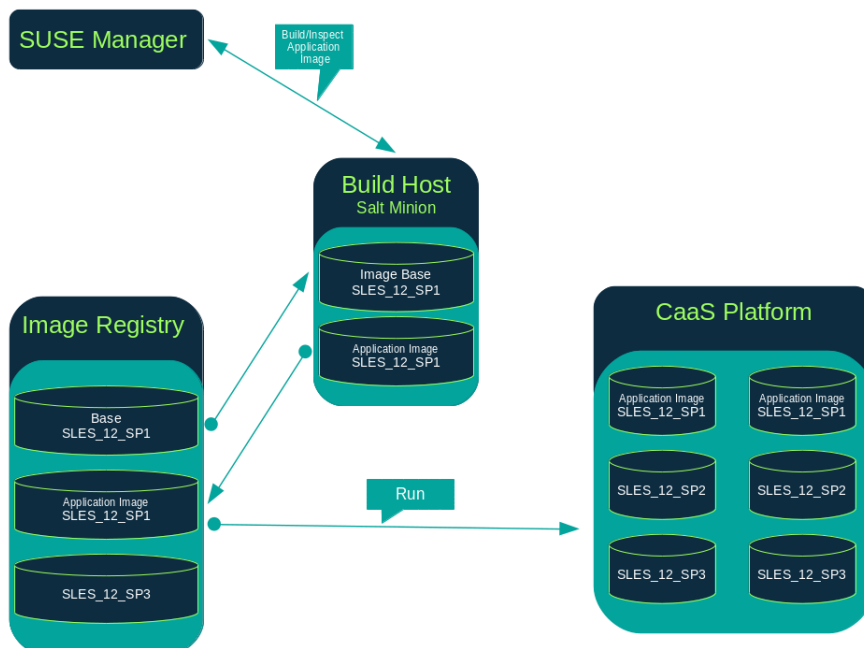 SUSE Manager
Build/Inspect
Application
Image
Build Host
Salt Minion
Image Base
SLES_12_SP1
Application Image
SLES_12_SP1
Image Registry
Base
SLES_12_SP1
Application Image
SLES_12_SP1
SLES_12_SP3
Run
CaaS Platform
Application Image
SLES_12_SP1
Application Image
SLES_12_SP1
SLES_12_SP2
SLES_12_SP2
SLES_12_SP3
SLES_12_SP3